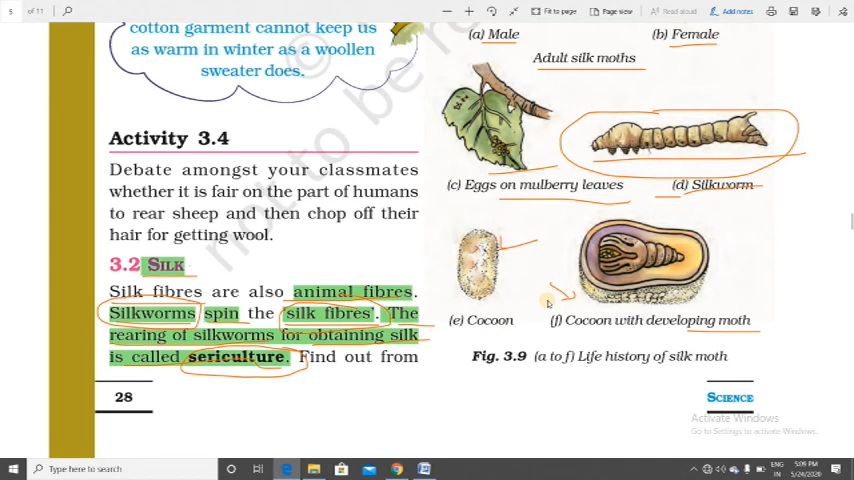 5 of 11
Fit to page
Page view
Read aloud
Add notes
cotton garment cannot keep us
as warm in winter as a woollen
sweater does.
Activity 3.4
Debate amongst your classmates
whether it is fair on the part of humans
to rear sheep and then chop off their
hair for getting wool.
3.2 SILK
Silk fibres are also animal fibres.
Silkworms spin the 'silk fibres'. The
rearing of silkworms for obtaining silk
is called sericulture. Find out from
28
(a) Male
(b) Female
Adult silk moths
(c) Eggs on mulberry leaves
(d) Silkworm
(e) Cocoon
(f) Cocoon with developing moth
Fig. 3.9 (a to f) Life history of silk moth
SCIENCE
not to be re
©
Activate Windows
Go to Settings to activate Windows.
Type here to search
ENG
IN
5:09 PM
5/24/2020